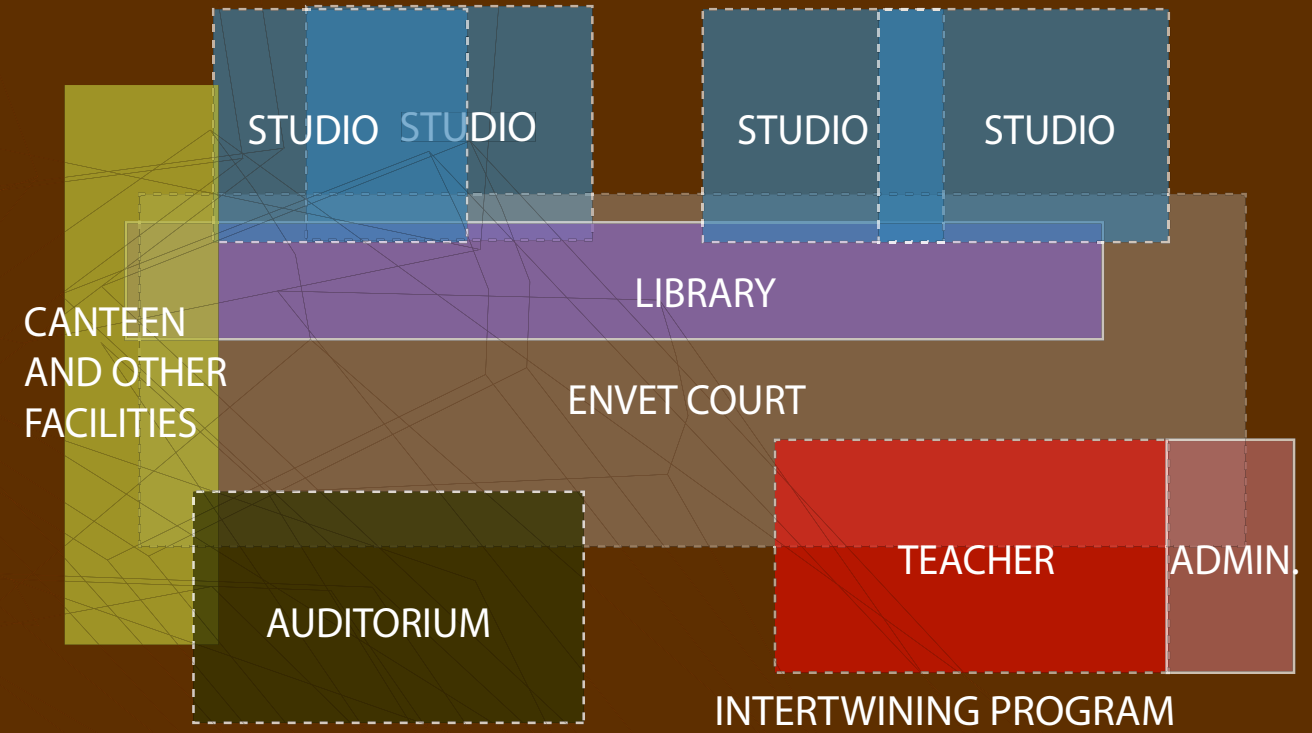 STUDIO
STUDIO
STUDIO
STUDIO
LIBRARY
CANTEEN
AND OTHER
FACILITIES
ENVET COURT
TEACHER
ADMIN.
AUDITORIUM
INTERTWINING PROGRAM